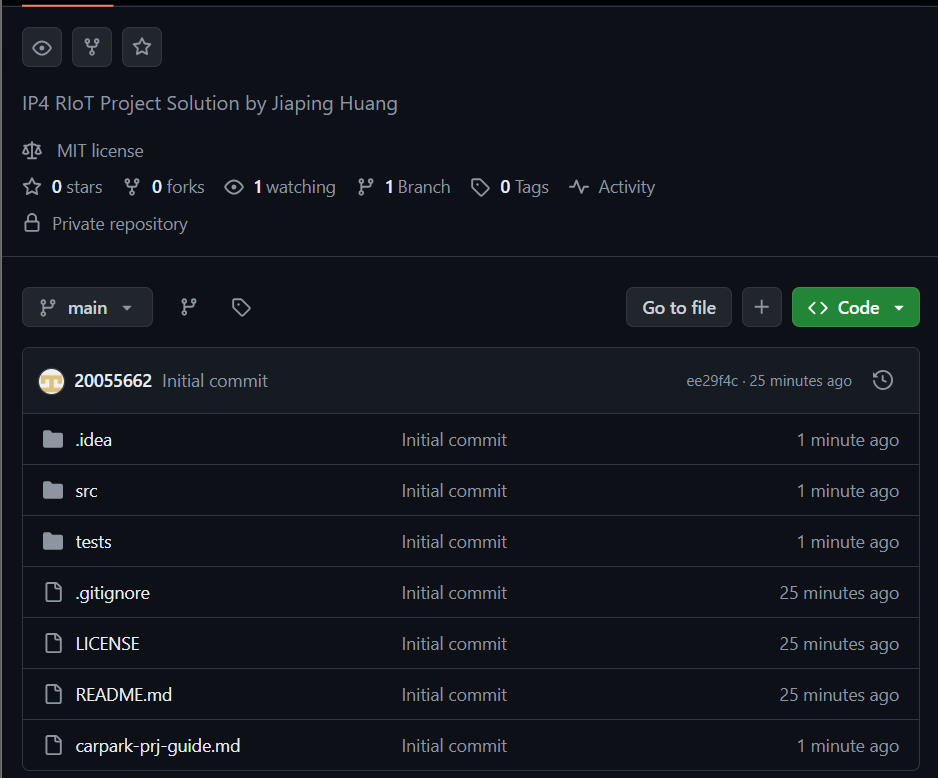 IP4 RIoT Project Solution by Jiaping Huang
MIT license
0 stars 0 forks 1 watching 1 Branch 0 Tags Activity
Private repository
main Go to file Code
20055662 Initial commit ee29f4c · 25 minutes ago
.idea Initial commit 1 minute ago
src Initial commit 1 minute ago
tests Initial commit 1 minute ago
.gitignore Initial commit 25 minutes ago
LICENSE Initial commit 25 minutes ago
README.md Initial commit 25 minutes ago
carpark-prj-guide.md Initial commit 1 minute ago